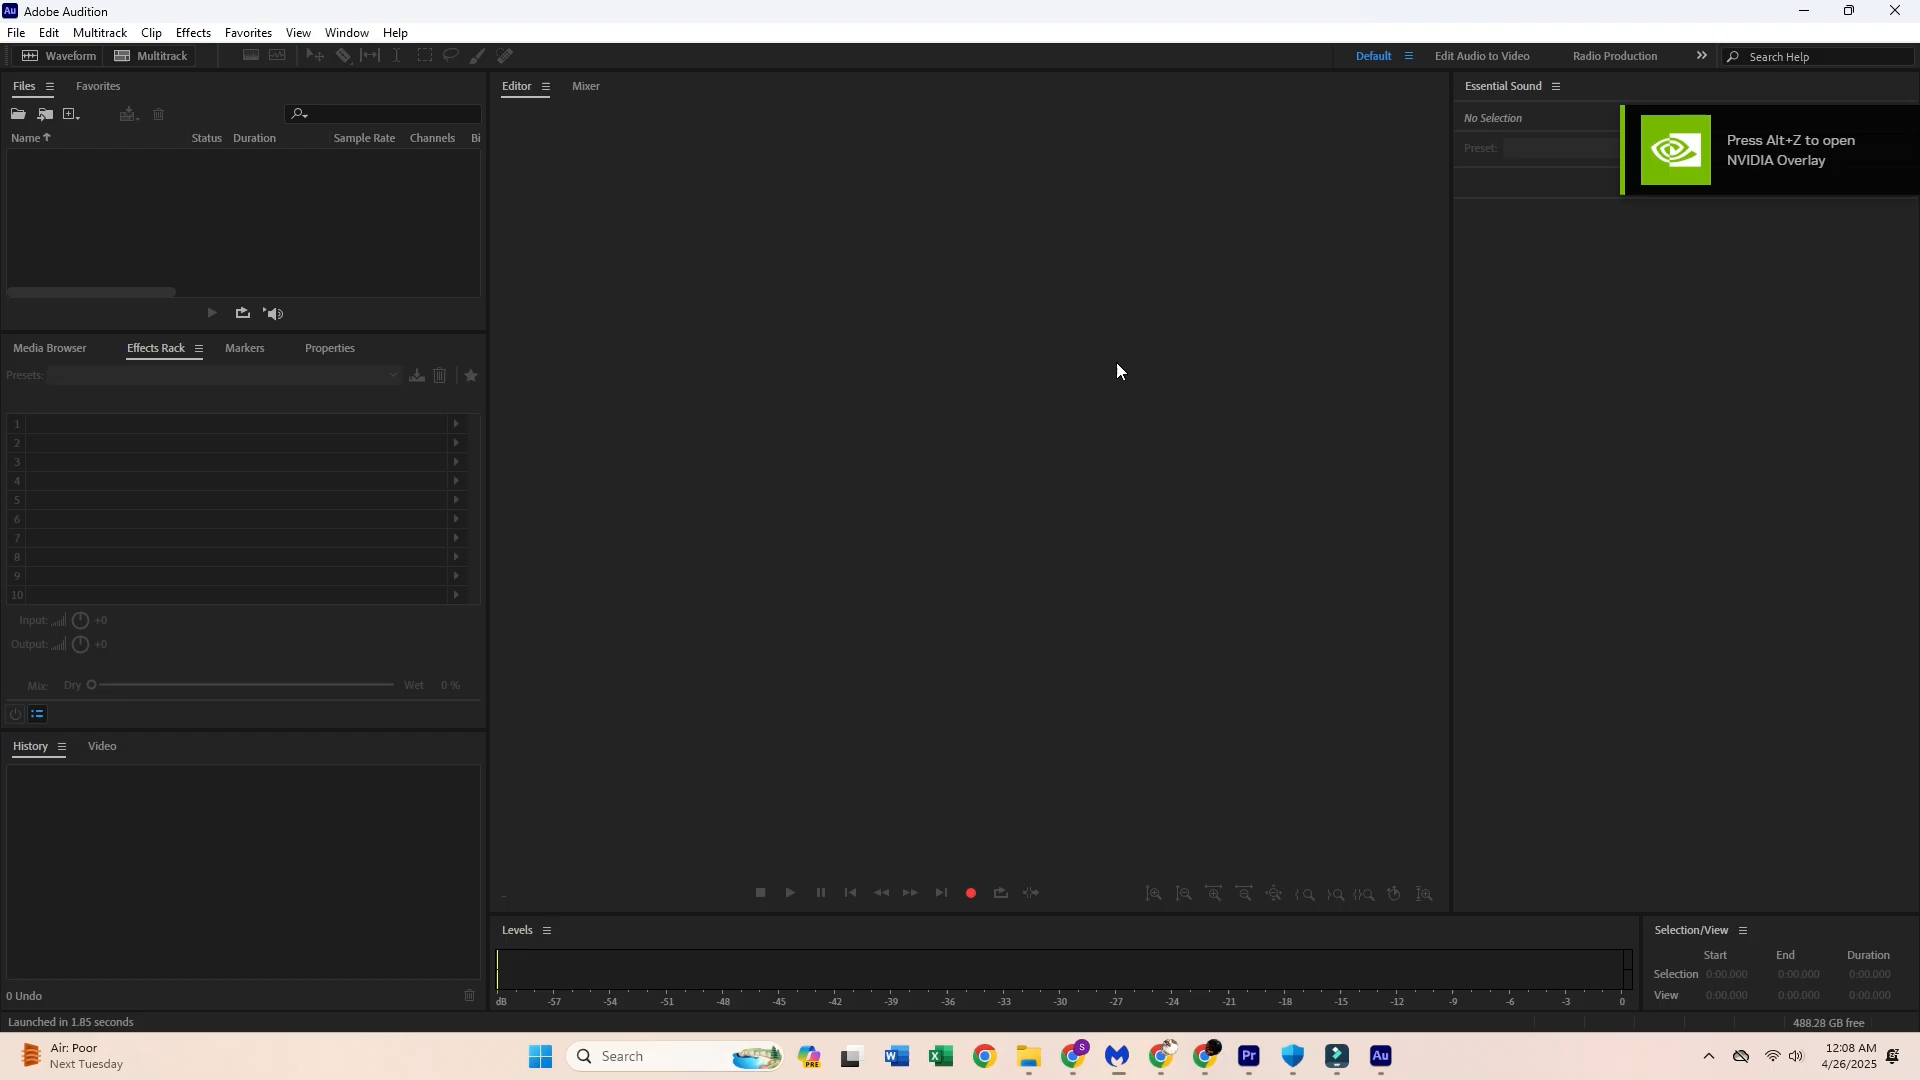 Au Adobe Audition
File Edit Multitrack Clip Effects Favorites View Window Help
Waveform Multitrack Default Edit Audio to Video Radio Production Search Help
Files Favorites
Name Status Duration Sample Rate Channels Bi
Media Browser Effects Rack Markers Properties
Presets:
1
2
3
4
5
6
7
8
9
10
Input: +0
Output: +0
Mix: Dry Wet 0 %
History Video
0 Undo
Launched in 1.85 seconds
Editor Mixer
Levels
dB -57 -54 -51 -48 -45 -42 -39 -36 -33 -30 -27 -24 -21 -18 -15 -12 -9 -6 -3 0
Essential Sound
No Selection
Preset:
Press Alt+Z to open
NVIDIA Overlay
Selection/View
Start End Duration
Selection 0:00.000 0:00.000 0:00.000
View 0:00.000 0:00.000 0:00.000
488.28 GB free
Air: Poor
Next Tuesday
Search
PRE
S
Pr
Au
12:08 AM
4/26/2025